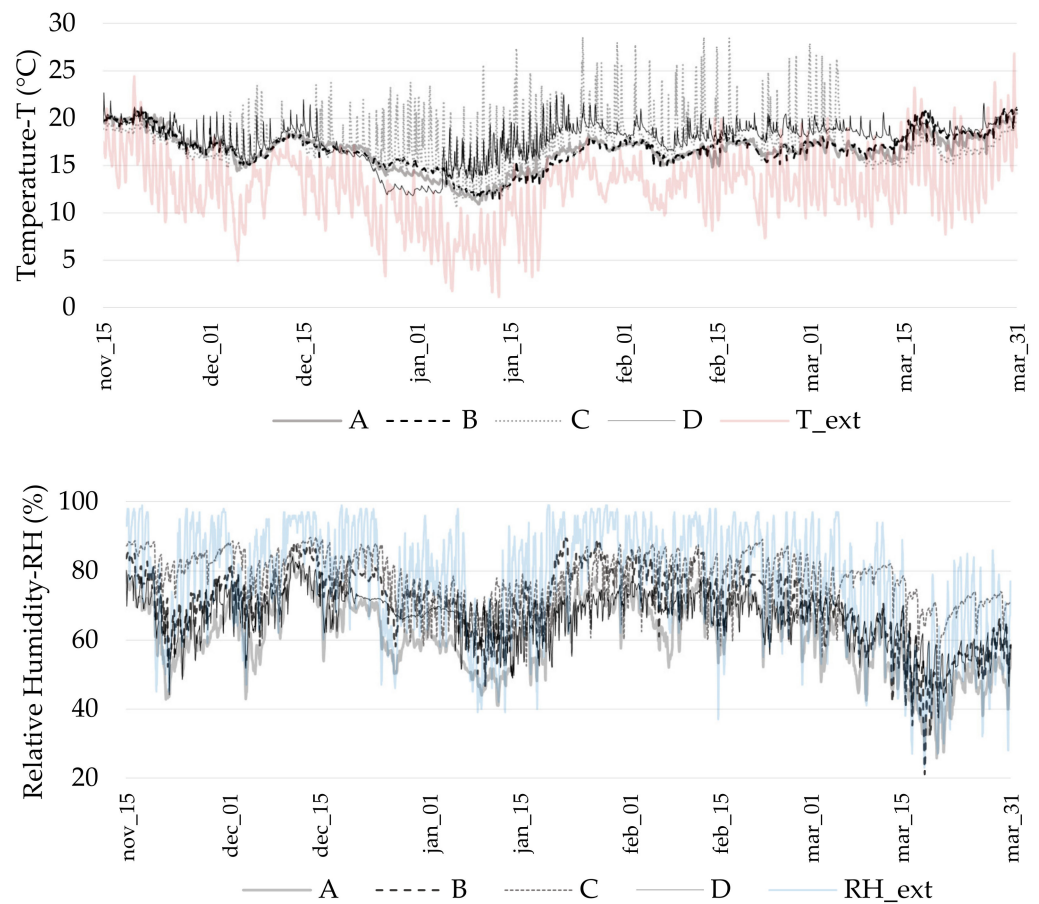 Temperature-T (°C)
30
25
20
15
10
5
0
nov_15
dec_01
dec_15
jan_01
jan_15
feb_01
feb_15
mar_01
mar_15
mar_31
A B C D T_ext
Relative Humidity-RH (%)
100
80
60
40
20
nov_15
dec_01
dec_15
jan_01
jan_15
feb_01
feb_15
mar_01
mar_15
mar_31
A B C D RH_ext